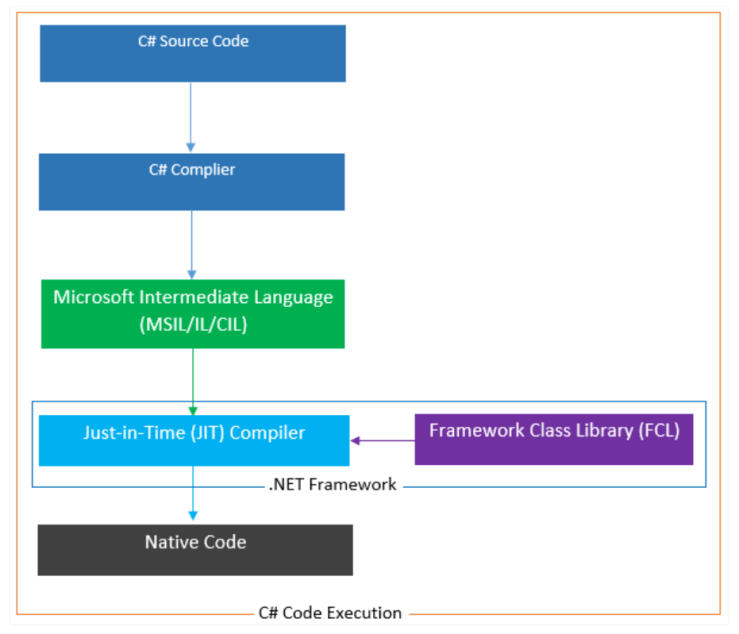 C# Source Code
C# Complier
Microsoft Intermediate Language
(MSIL/IL/CIL)
Just-in-Time (JIT) Compiler
Framework Class Library (FCL)
.NET Framework
Native Code
C# Code Execution